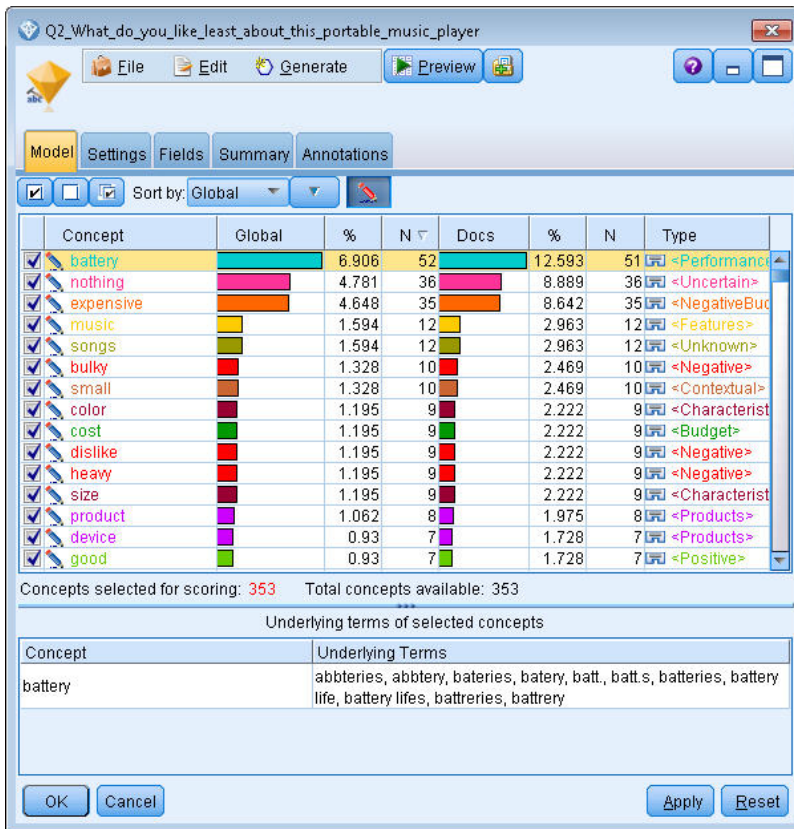 Q2_What_do_you_like_least_about_this_portable_music_player
File Edit Generate Preview
abc
Model Settings Fields Summary Annotations
Sort by: Global
Concept Global % N Docs % N Type
battery 6.906 52 12.593 51 <Performance
nothing 4.781 36 8.889 36 <Uncertain>
expensive 4.648 35 8.642 35 <NegativeBud
music 1.594 12 2.963 12 <Features>
songs 1.594 12 2.963 12 <Unknown>
bulky 1.328 10 2.469 10 <Negative>
small 1.328 10 2.469 10 <Contextual>
color 1.195 9 2.222 9 <Characterist
cost 1.195 9 2.222 9 <Budget>
dislike 1.195 9 2.222 9 <Negative>
heavy 1.195 9 2.222 9 <Negative>
size 1.195 9 2.222 9 <Characterist
product 1.062 8 1.975 8 <Products>
device 0.93 7 1.728 7 <Products>
good 0.93 7 1.728 7 <Positive>
Concepts selected for scoring: 353 Total concepts available: 353
Underlying terms of selected concepts
Concept Underlying Terms
battery abbteries, abbtery, bateries, batery, batt., batt.s, batteries, battery
life, battery lifes, battreries, battrery
OK Cancel Apply Reset